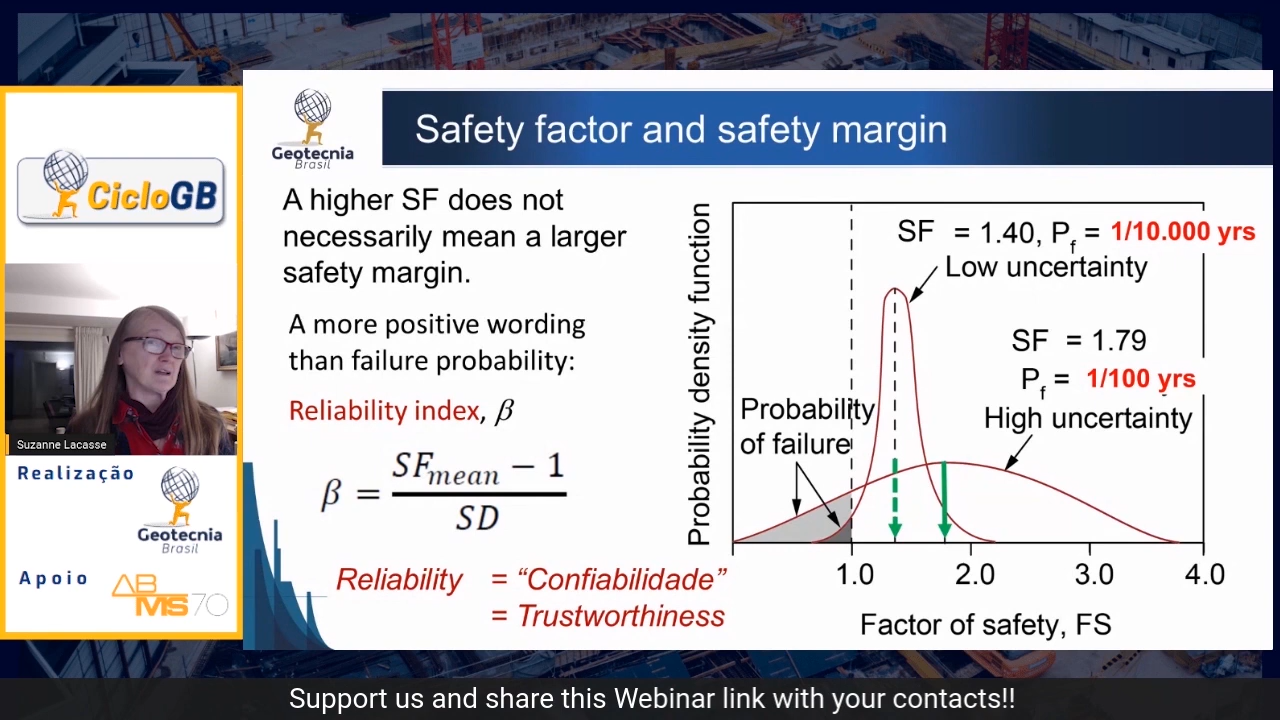 Geotecnia
Brasil
Safety factor and safety margin
CicloGB
Suzanne Lacasse
Realização
Geotecnia
Brasil
Apoio
ABMS70
A higher SF does not
necessarily mean a larger
safety margin.
A more positive wording
than failure probability:
Reliability index, β
β = (SFmean − 1) / SD
Reliability = “Confiabilidade”
= Trustworthiness
Probability density function
SF = 1.40, Pf = 1/10.000 yrs
Low uncertainty
SF = 1.79
Pf = 1/100 yrs
High uncertainty
Probability
of failure
1.0 2.0 3.0 4.0
Factor of safety, FS
Support us and share this Webinar link with your contacts!!